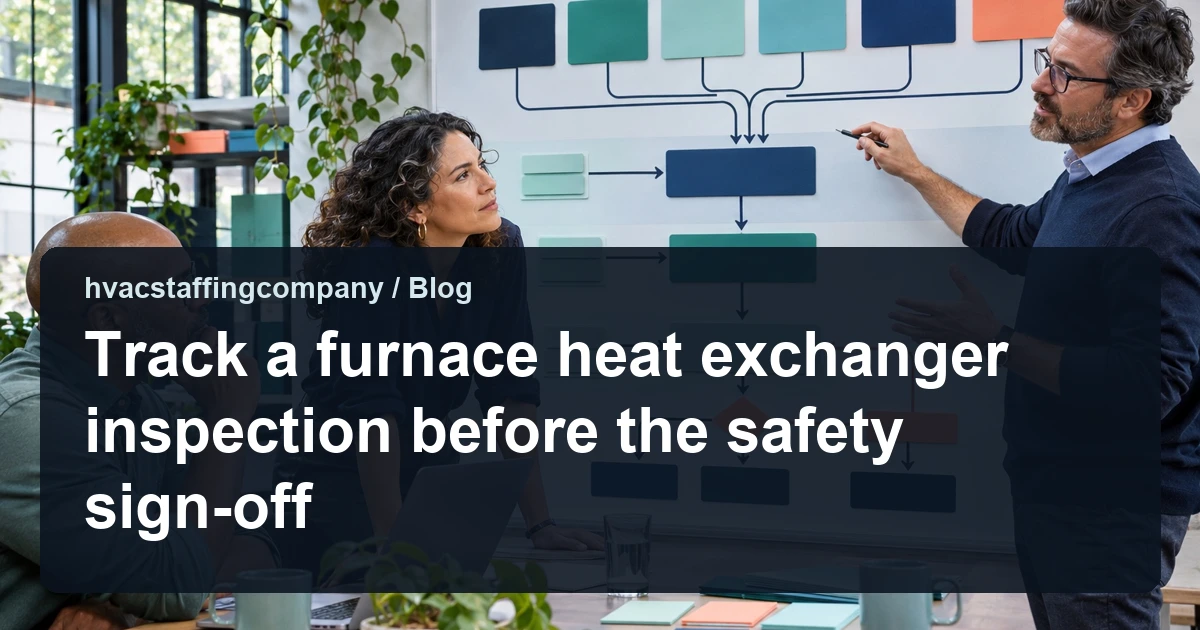 hvacstaffingcompany / Blog
Track a furnace heat exchanger
inspection before the safety
sign-off